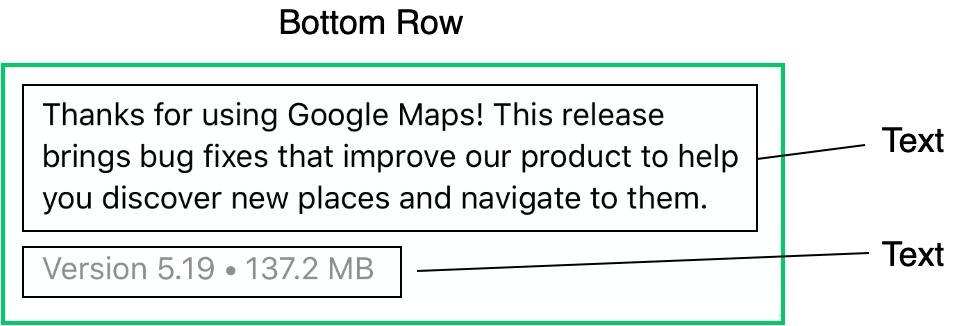 Bottom Row
Thanks for using Google Maps! This release
brings bug fixes that improve our product to help
you discover new places and navigate to them.
Text
Version 5.19 • 137.2 MB
Text